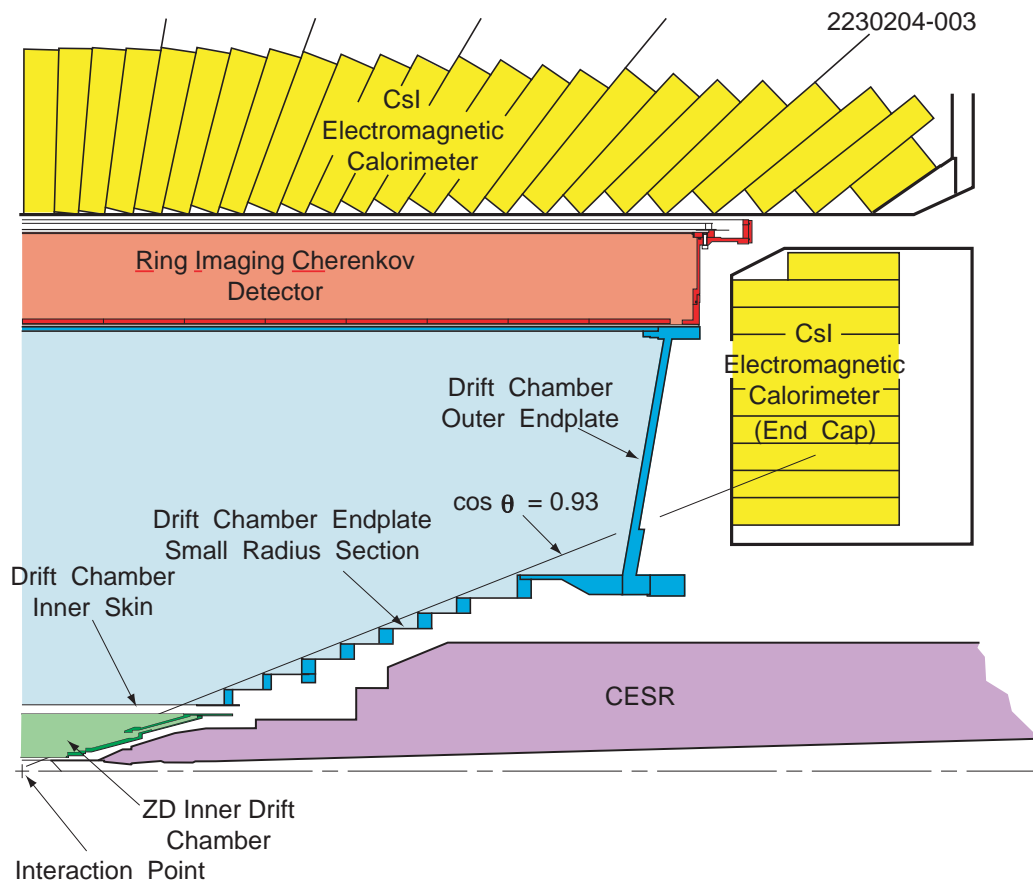 2230204-003
CsI
Electromagnetic
Calorimeter
Ring Imaging Cherenkov
Detector
CsI
Electromagnetic
Calorimeter
(End Cap)
Drift Chamber
Outer Endplate
cos θ = 0.93
Drift Chamber Endplate
Small Radius Section
Drift Chamber
Inner Skin
CESR
ZD Inner Drift
Chamber
Interaction Point